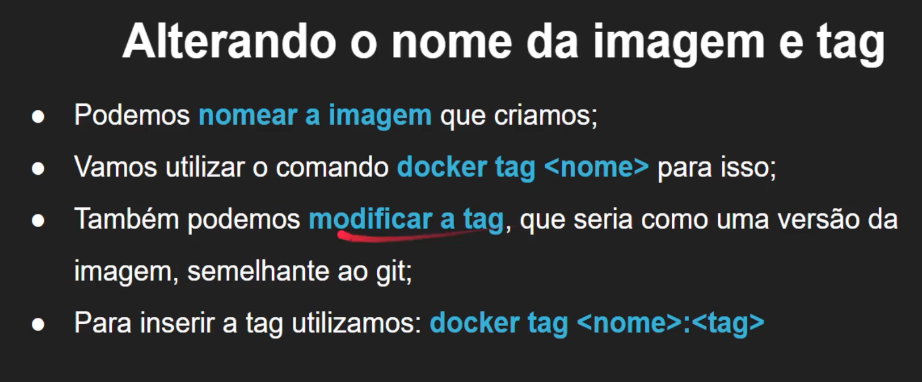 Alterando o nome da imagem e tag
● Podemos nomear a imagem que criamos;
● Vamos utilizar o comando docker tag <nome> para isso;
● Também podemos modificar a tag, que seria como uma versão da
imagem, semelhante ao git;
● Para inserir a tag utilizamos: docker tag <nome>:<tag>